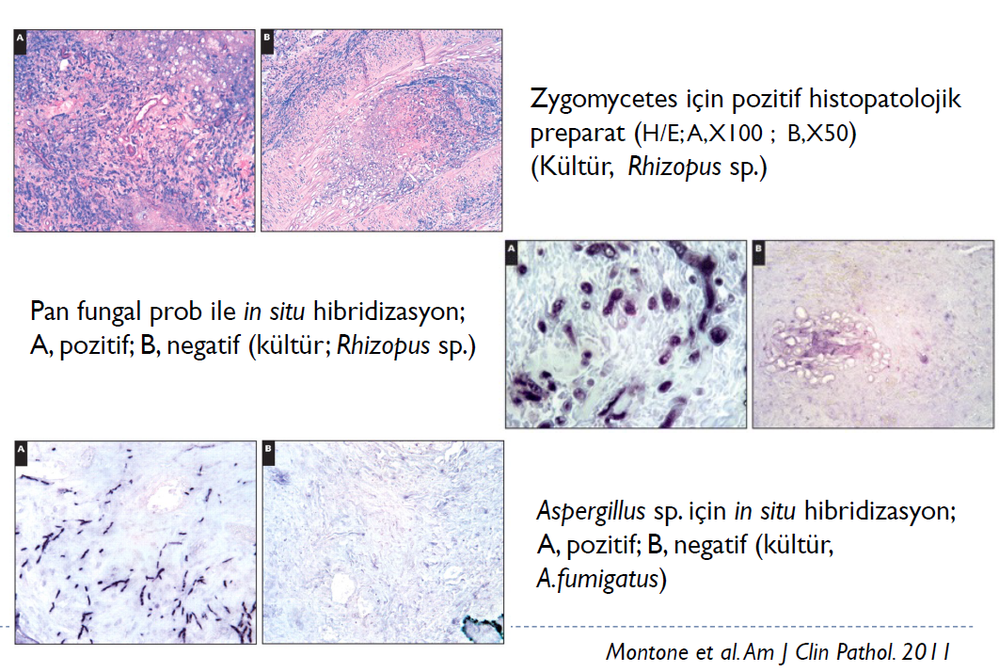 A
B
Zygomycetes için pozitif histopatolojik
preparat (H/E; A,X100 ; B,X50)
(Kültür, Rhizopus sp.)
A
B
Pan fungal prob ile in situ hibridizasyon;
A, pozitif; B, negatif (kültür; Rhizopus sp.)
A
B
Aspergillus sp. için in situ hibridizasyon;
A, pozitif; B, negatif (kültür,
A.fumigatus)
Montone et al. Am J Clin Pathol. 2011